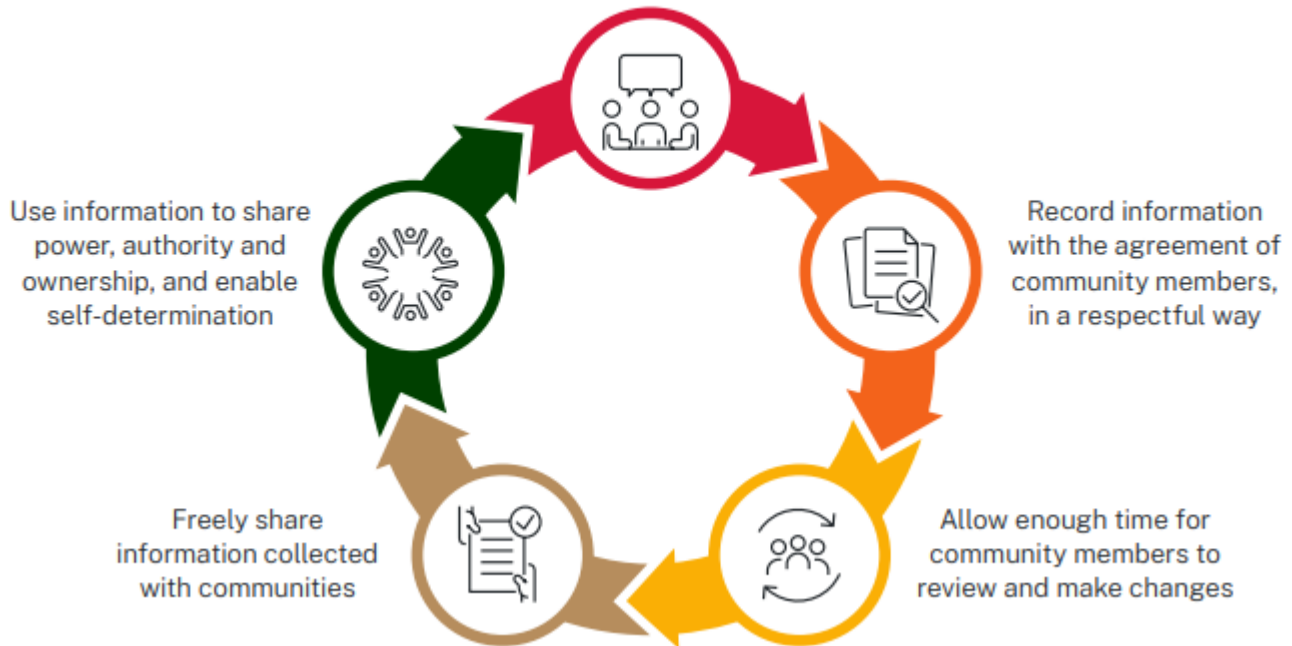 Record information
with the agreement of
community members,
in a respectful way
Allow enough time for
community members to
review and make changes
Freely share
information collected
with communities
Use information to share
power, authority and
ownership, and enable
self-determination